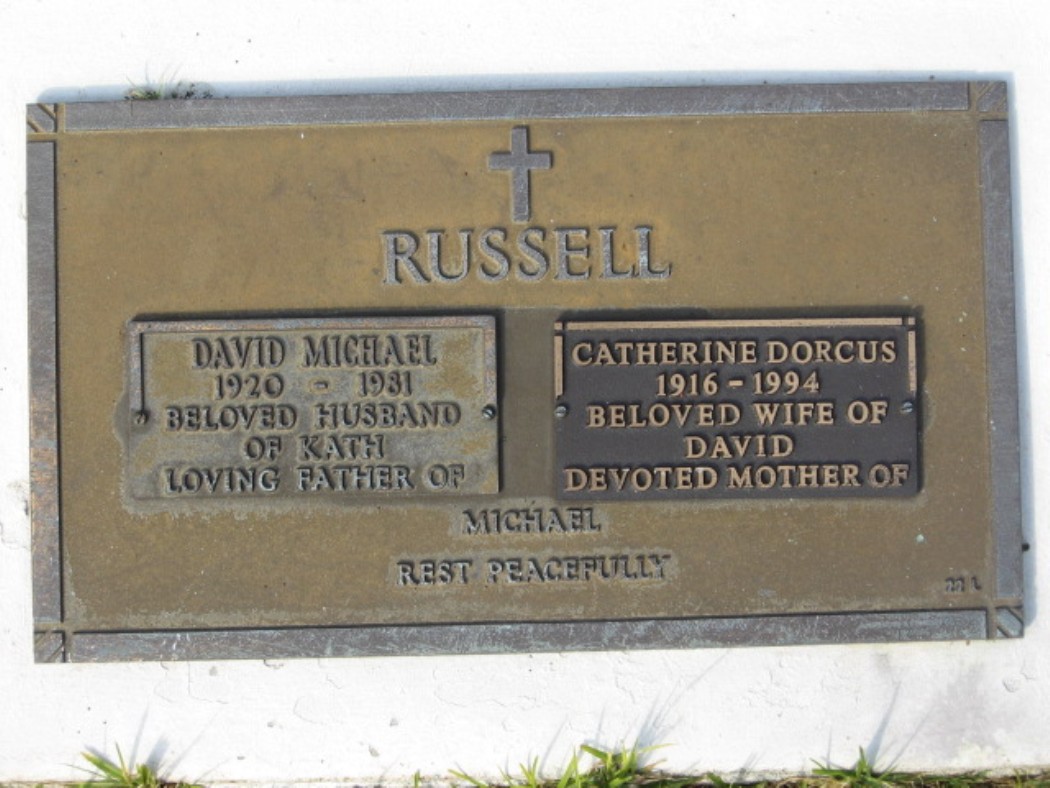 RUSSELL
DAVID MICHAEL
1920 - 1981
BELOVED HUSBAND
OF KATH
LOVING FATHER OF
CATHERINE DORCUS
1916 - 1994
BELOVED WIFE OF
DAVID
DEVOTED MOTHER OF
MICHAEL
REST PEACEFULLY
22 L